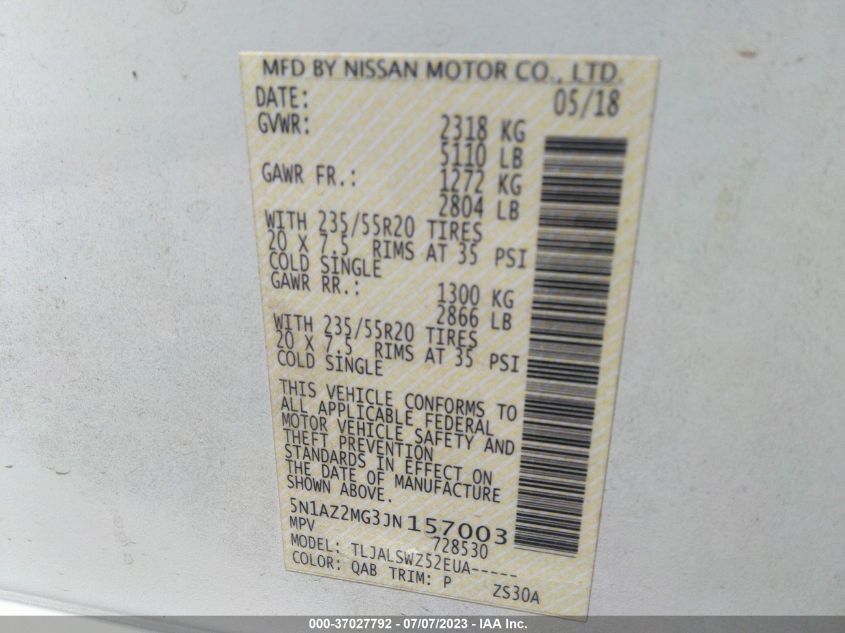 MFD BY NISSAN MOTOR CO., LTD.
DATE: 05/18
GVWR: 2318 KG
5110 LB
GAWR FR.: 1272 KG
2804 LB
WITH 235/55R20 TIRES
20 X 7.5 RIMS AT 35 PSI
COLD SINGLE
GAWR RR.: 1300 KG
2866 LB
WITH 235/55R20 TIRES
20 X 7.5 RIMS AT 35 PSI
COLD SINGLE
THIS VEHICLE CONFORMS TO
ALL APPLICABLE FEDERAL
MOTOR VEHICLE SAFETY AND
THEFT PREVENTION
STANDARDS IN EFFECT ON
THE DATE OF MANUFACTURE
SHOWN ABOVE.
5N1AZ2MG3JN157003
MPV 728530
MODEL: TLJALSWZ52EUA-----
COLOR: QAB TRIM: P ZS30A
000-37027792 - 07/07/2023 - IAA Inc.